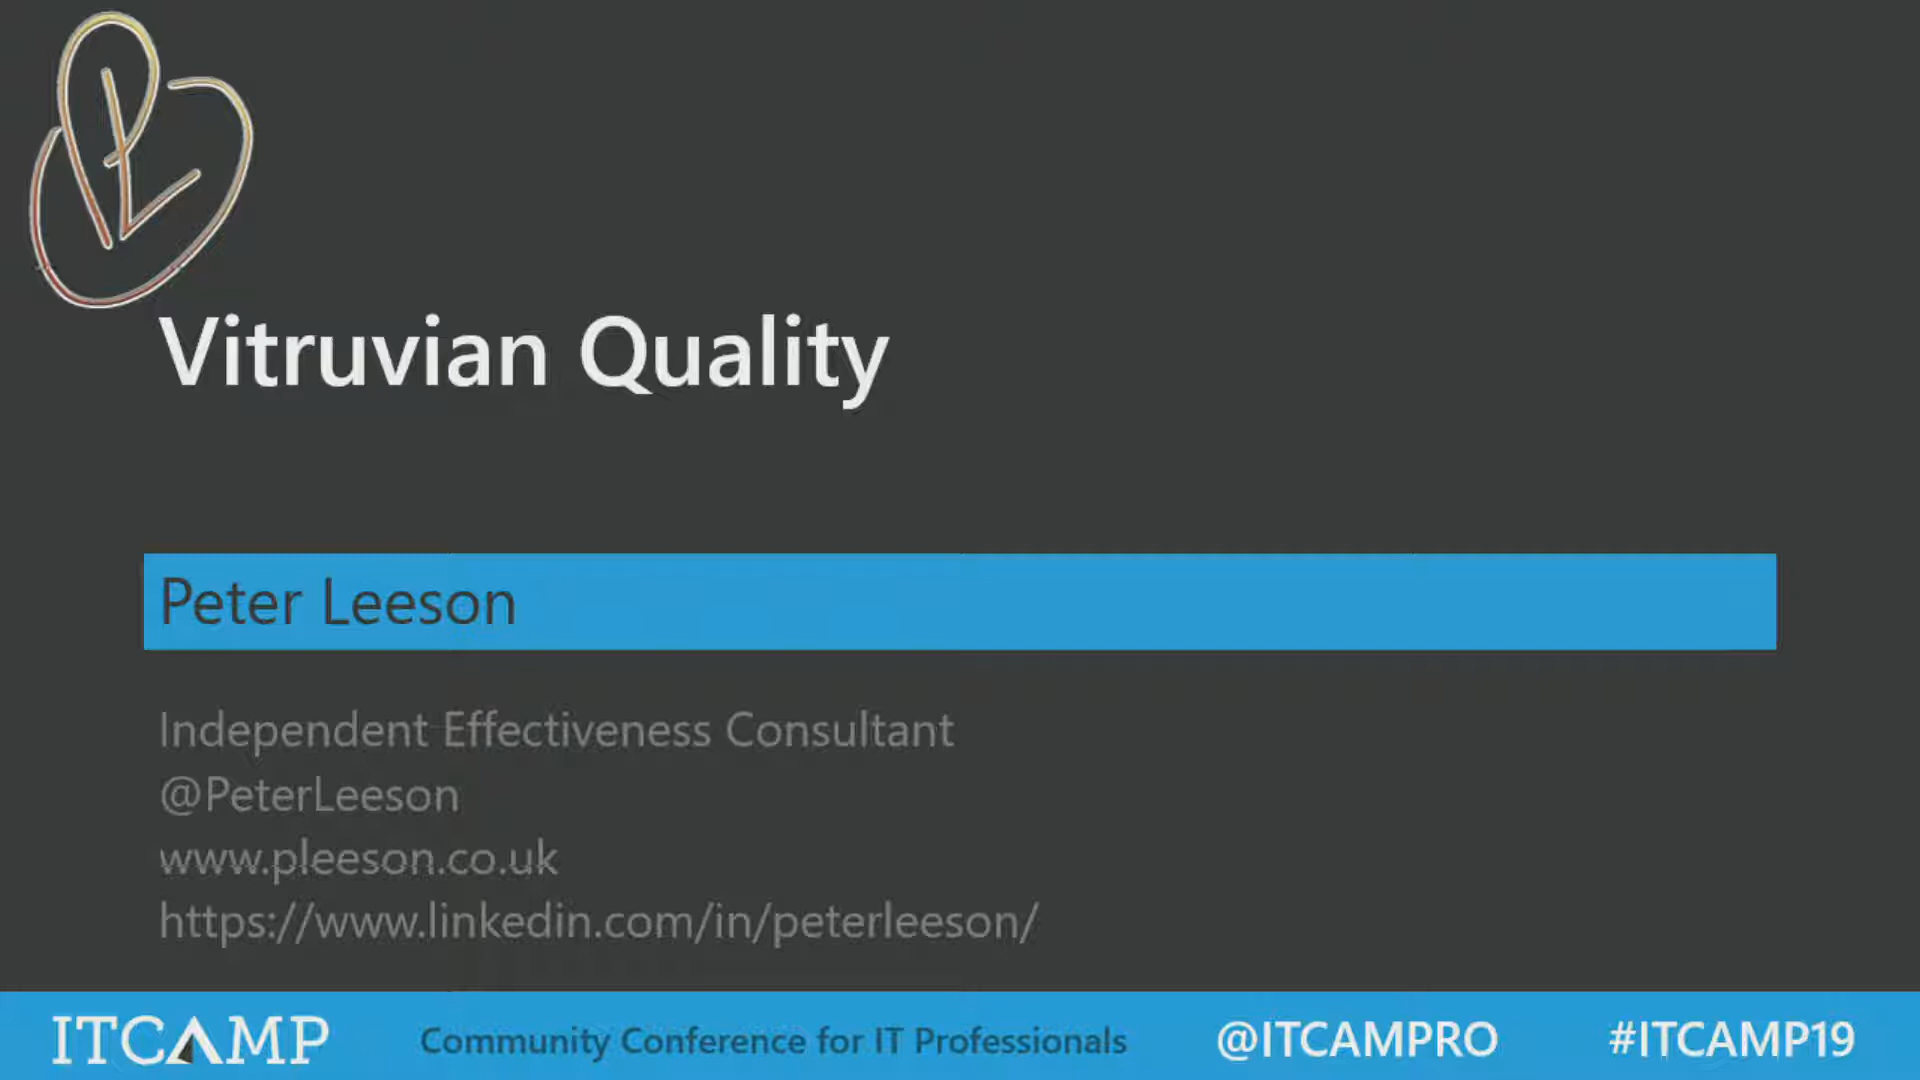 Vitruvian Quality
Peter Leeson
Independent Effectiveness Consultant
@PeterLeeson
www.pleeson.co.uk
https://www.linkedin.com/in/peterleeson/
ITCAMP
Community Conference for IT Professionals
@ITCAMPRO
#ITCAMP19